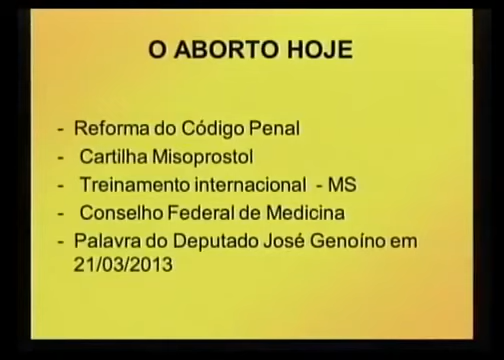 O ABORTO HOJE
- Reforma do Código Penal
- Cartilha Misoprostol
- Treinamento internacional - MS
- Conselho Federal de Medicina
- Palavra do Deputado José Genoíno em
21/03/2013